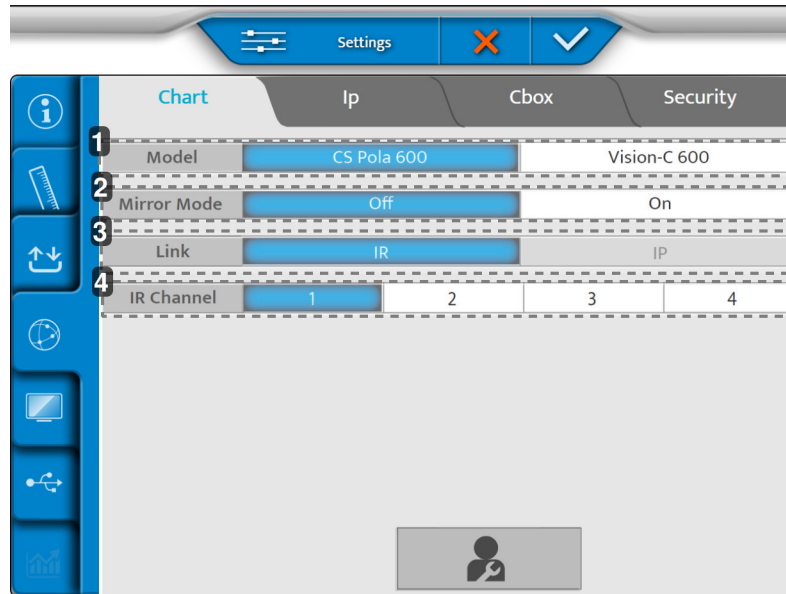 Settings
Chart Ip Cbox Security
1
Model CS Pola 600 Vision-C 600
2
Mirror Mode Off On
3
Link IR IP
4
IR Channel 1 2 3 4